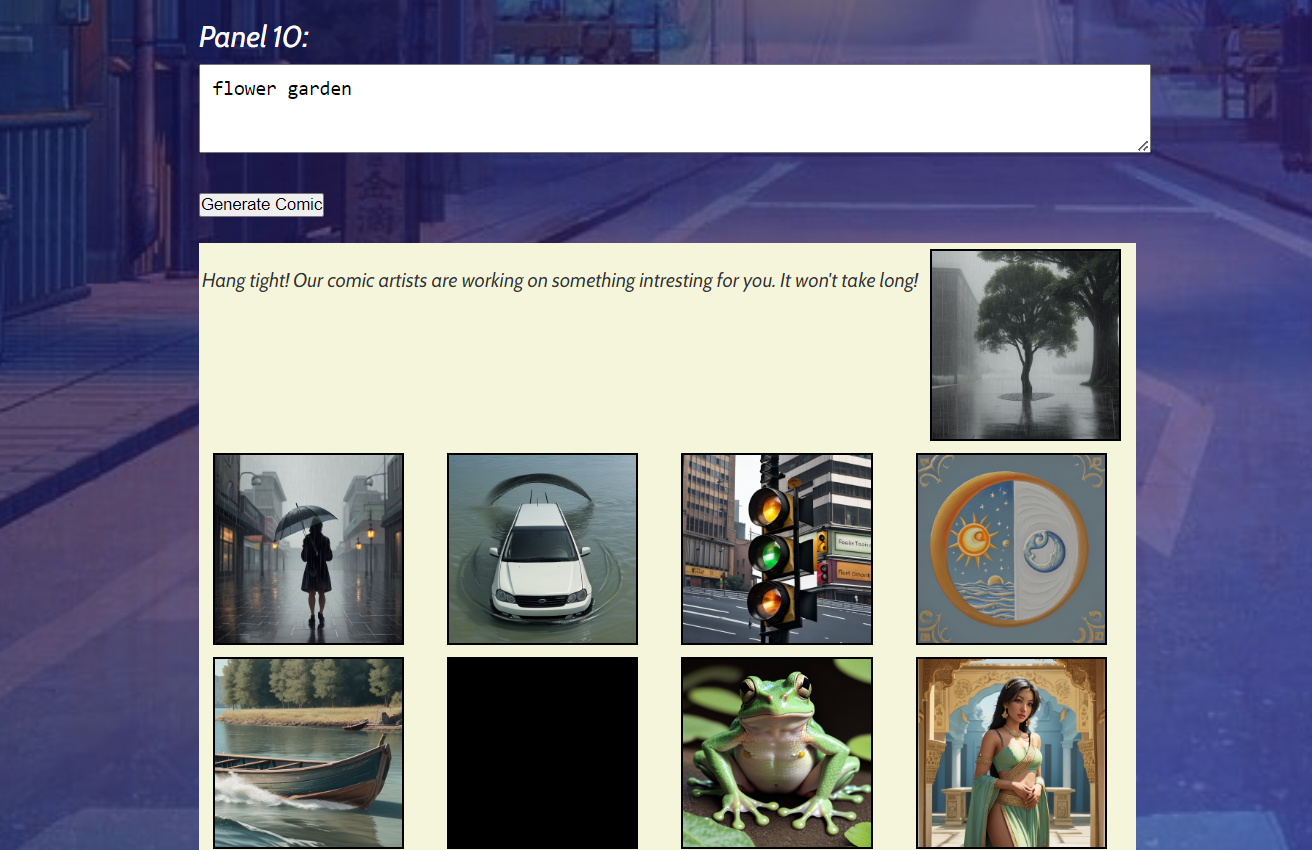 Panel 10:
flower garden
Generate Comic
Hang tight! Our comic artists are working on something intresting for you. It won't take long!